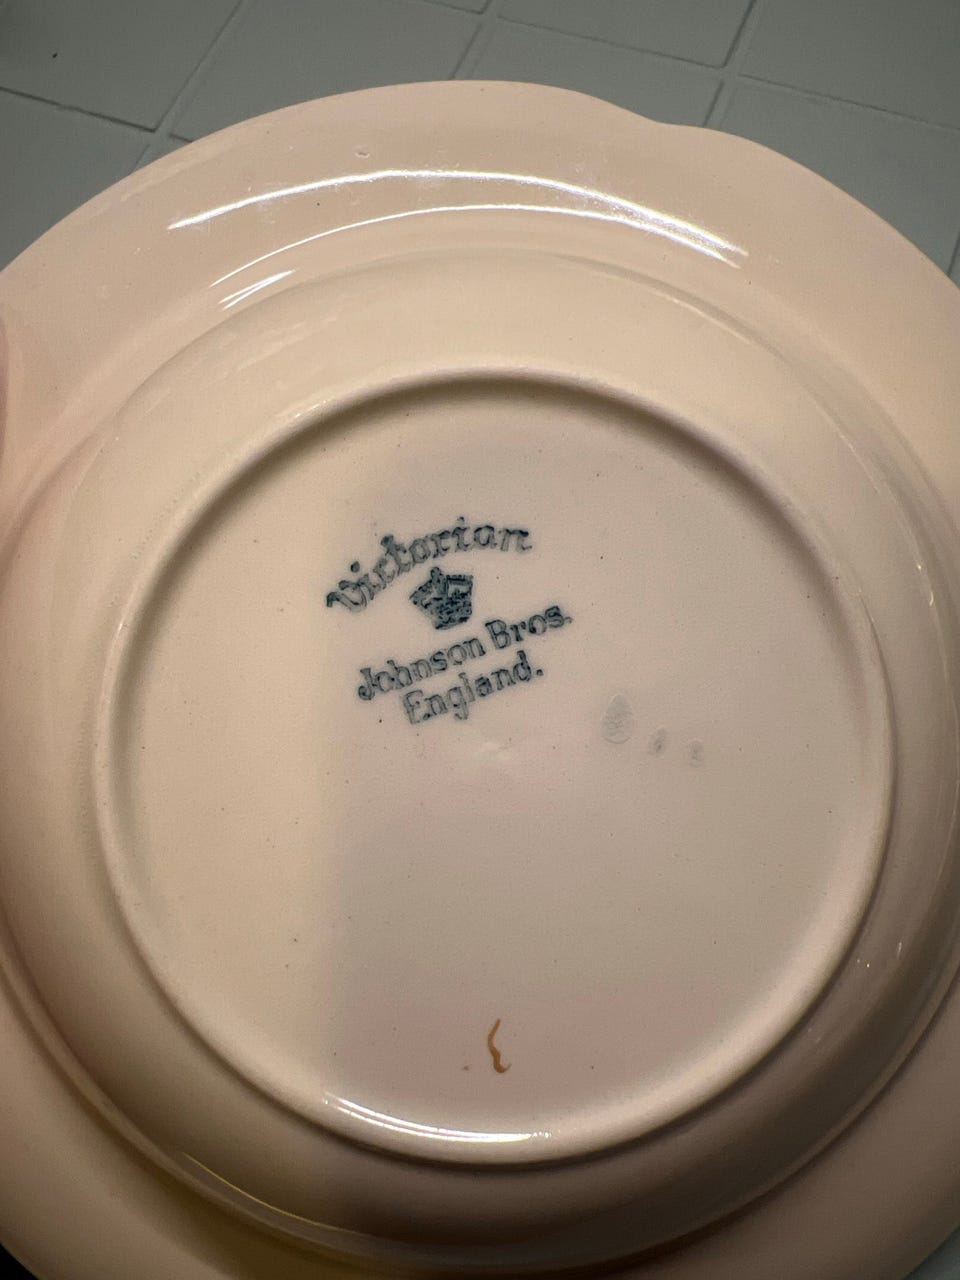 Victorian
Johnson Bros.
England.